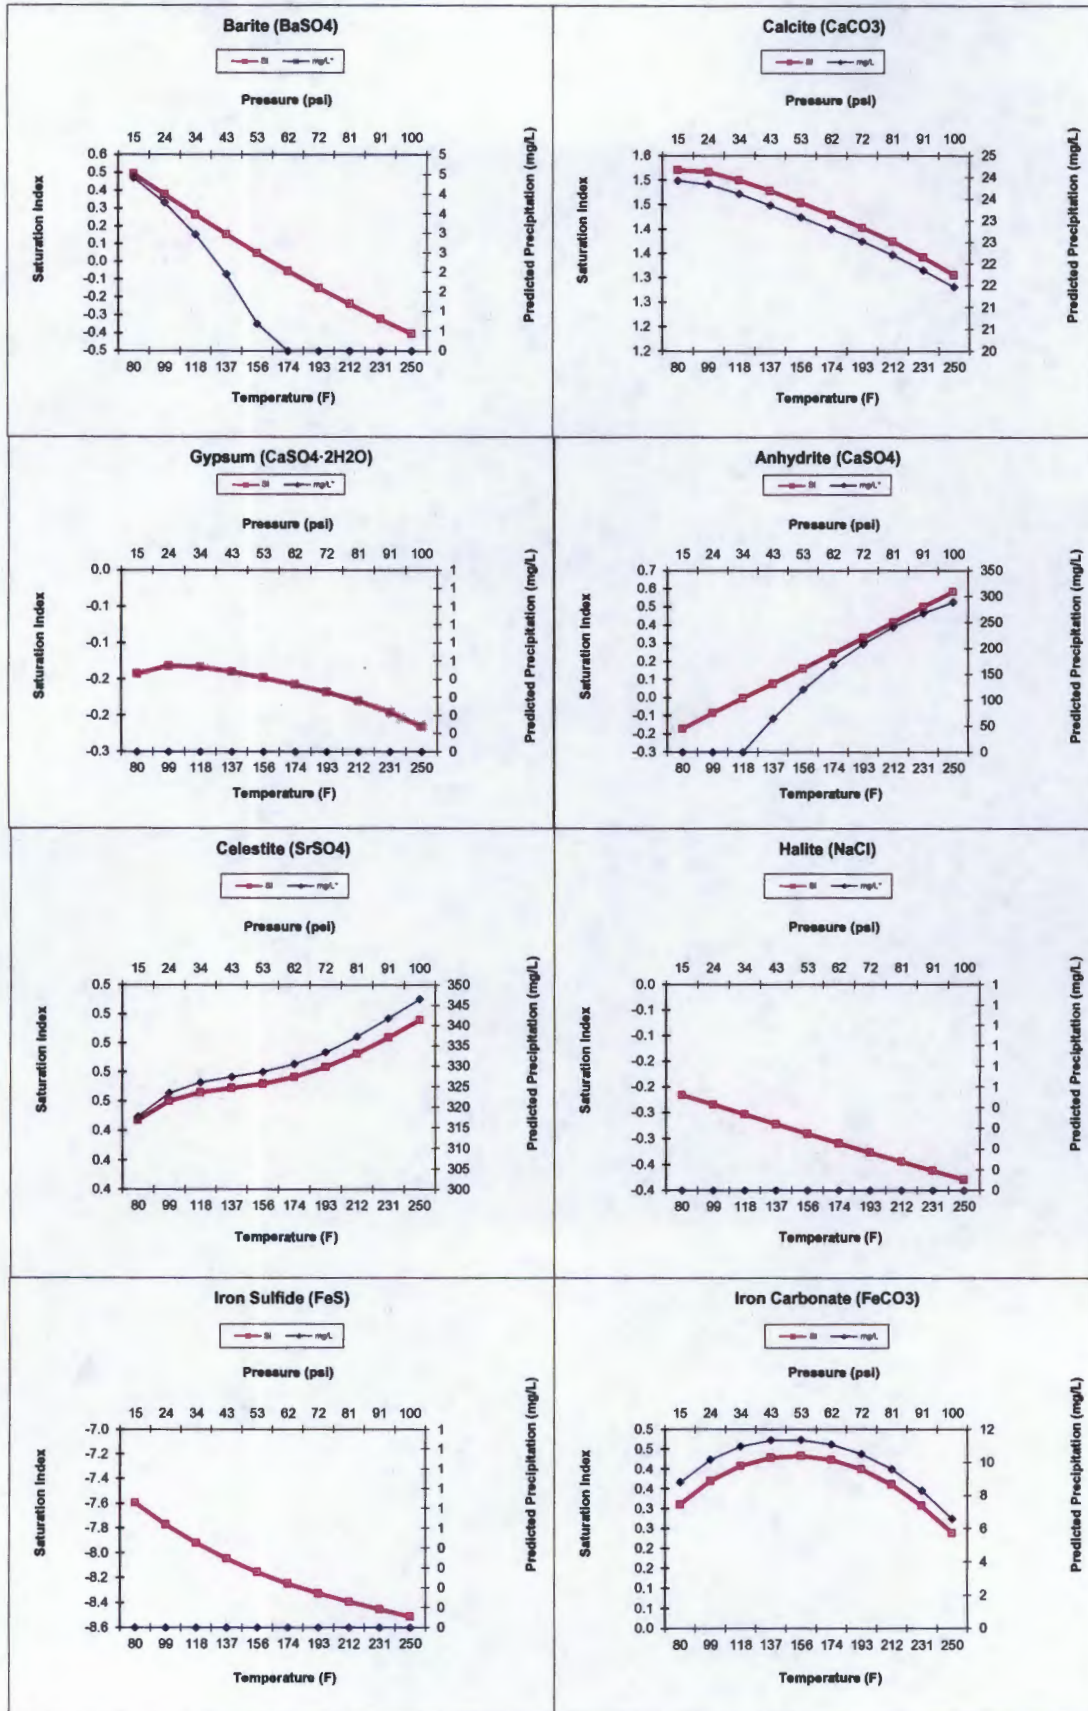 Barite (BaSO4)
SI mg/L*
Pressure (psi)
15 24 34 43 53 62 72 81 91 100
Saturation Index
0.6
0.5
0.4
0.3
0.2
0.1
0.0
-0.1
-0.2
-0.3
-0.4
-0.5
5
5
4
4
3
3
2
2
1
1
0
Predicted Precipitation (mg/L)
80 99 118 137 156 174 193 212 231 250
Temperature (F)
Calcite (CaCO3)
SI mg/L
Pressure (psi)
15 24 34 43 53 62 72 81 91 100
Saturation Index
1.6
1.5
1.5
1.4
1.4
1.3
1.3
1.2
1.2
25
24
24
23
23
22
22
21
21
20
Predicted Precipitation (mg/L)
80 99 118 137 156 174 193 212 231 250
Temperature (F)
Gypsum (CaSO4·2H2O)
SI mg/L*
Pressure (psi)
15 24 34 43 53 62 72 81 91 100
Saturation Index
0.0
-0.1
-0.1
-0.2
-0.2
-0.3
1
1
1
1
1
1
0
0
0
0
0
Predicted Precipitation (mg/L)
80 99 118 137 156 174 193 212 231 250
Temperature (F)
Anhydrite (CaSO4)
SI mg/L*
Pressure (psi)
15 24 34 43 53 62 72 81 91 100
Saturation Index
0.7
0.6
0.5
0.4
0.3
0.2
0.1
0.0
-0.1
-0.2
-0.3
350
300
250
200
150
100
50
0
Predicted Precipitation (mg/L)
80 99 118 137 156 174 193 212 231 250
Temperature (F)
Celestite (SrSO4)
SI mg/L*
Pressure (psi)
15 24 34 43 53 62 72 81 91 100
Saturation Index
0.5
0.5
0.5
0.5
0.5
0.4
0.4
0.4
350
345
340
335
330
325
320
315
310
305
300
Predicted Precipitation (mg/L)
80 99 118 137 156 174 193 212 231 250
Temperature (F)
Halite (NaCl)
SI mg/L*
Pressure (psi)
15 24 34 43 53 62 72 81 91 100
Saturation Index
0.0
-0.1
-0.1
-0.2
-0.2
-0.3
-0.3
-0.4
-0.4
1
1
1
1
1
1
0
0
0
0
0
Predicted Precipitation (mg/L)
80 99 118 137 156 174 193 212 231 250
Temperature (F)
Iron Sulfide (FeS)
SI mg/L
Pressure (psi)
15 24 34 43 53 62 72 81 91 100
Saturation Index
-7.0
-7.2
-7.4
-7.6
-7.8
-8.0
-8.2
-8.4
-8.6
1
1
1
1
1
1
0
0
0
0
0
Predicted Precipitation (mg/L)
80 99 118 137 156 174 193 212 231 250
Temperature (F)
Iron Carbonate (FeCO3)
SI mg/L
Pressure (psi)
15 24 34 43 53 62 72 81 91 100
Saturation Index
0.5
0.5
0.4
0.4
0.3
0.3
0.2
0.2
0.1
0.1
0.0
12
10
8
6
4
2
0
Predicted Precipitation (mg/L)
80 99 118 137 156 174 193 212 231 250
Temperature (F)